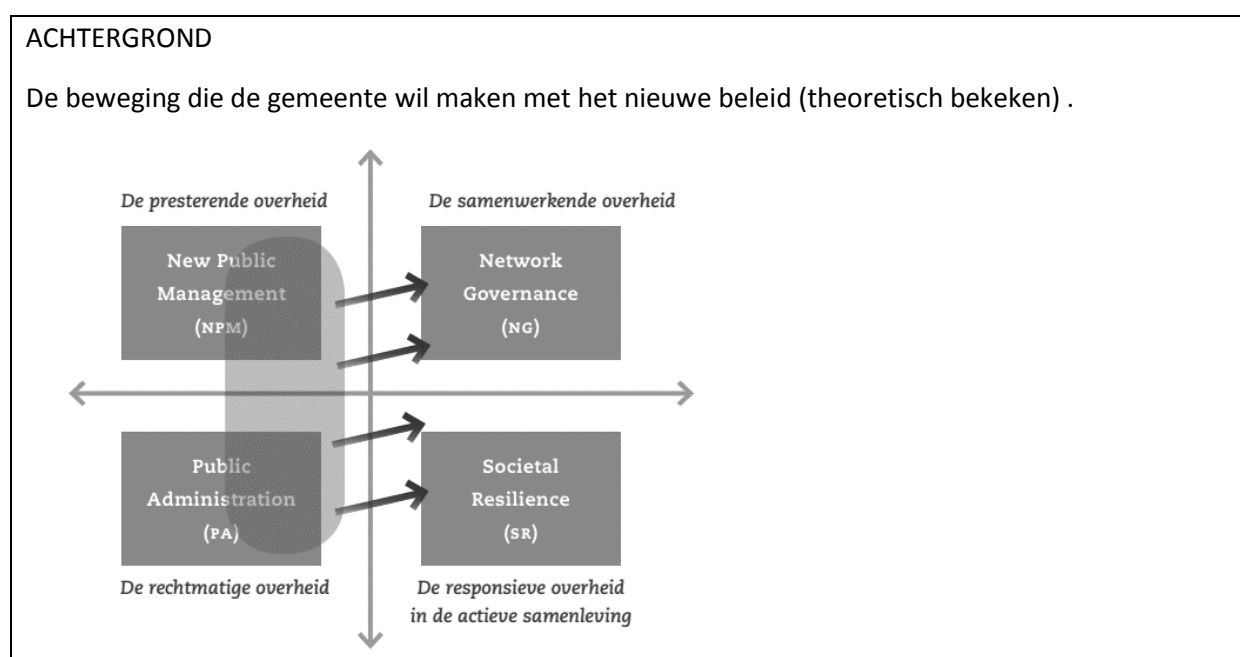 ACHTERGROND
De beweging die de gemeente wil maken met het nieuwe beleid (theoretisch bekeken) .
De presterende overheid
New Public
Management
(NPM)
De samenwerkende overheid
Network
Governance
(NG)
Public
Administration
(PA)
De rechtmatige overheid
Societal
Resilience
(SR)
De responsieve overheid
in de actieve samenleving